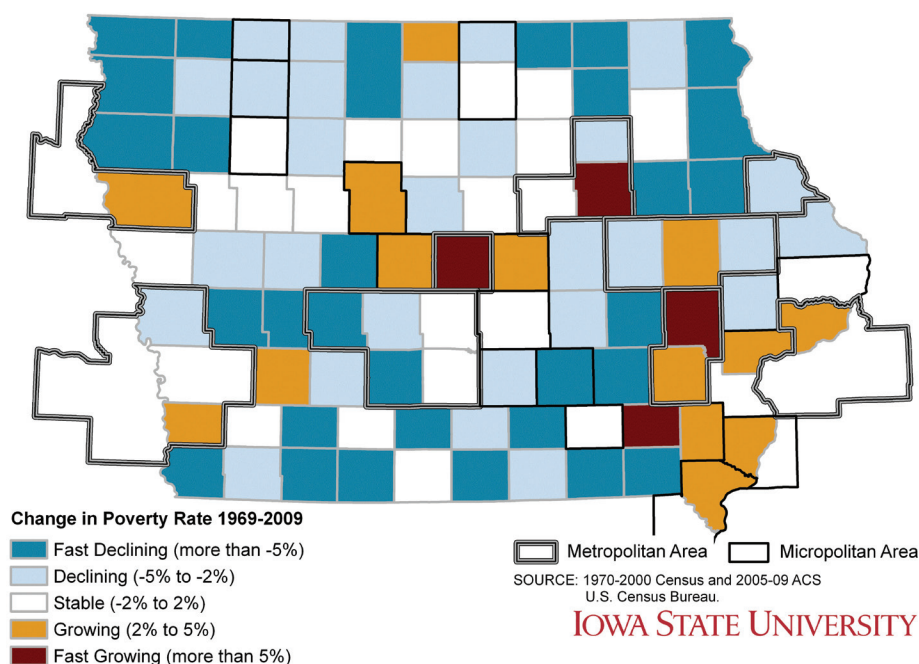 Change in Poverty Rate 1969-2009
Fast Declining (more than -5%)
Declining (-5% to -2%)
Stable (-2% to 2%)
Growing (2% to 5%)
Fast Growing (more than 5%)
Metropolitan Area
Micropolitan Area
SOURCE: 1970-2000 Census and 2005-09 ACS
U.S. Census Bureau.
IOWA STATE UNIVERSITY